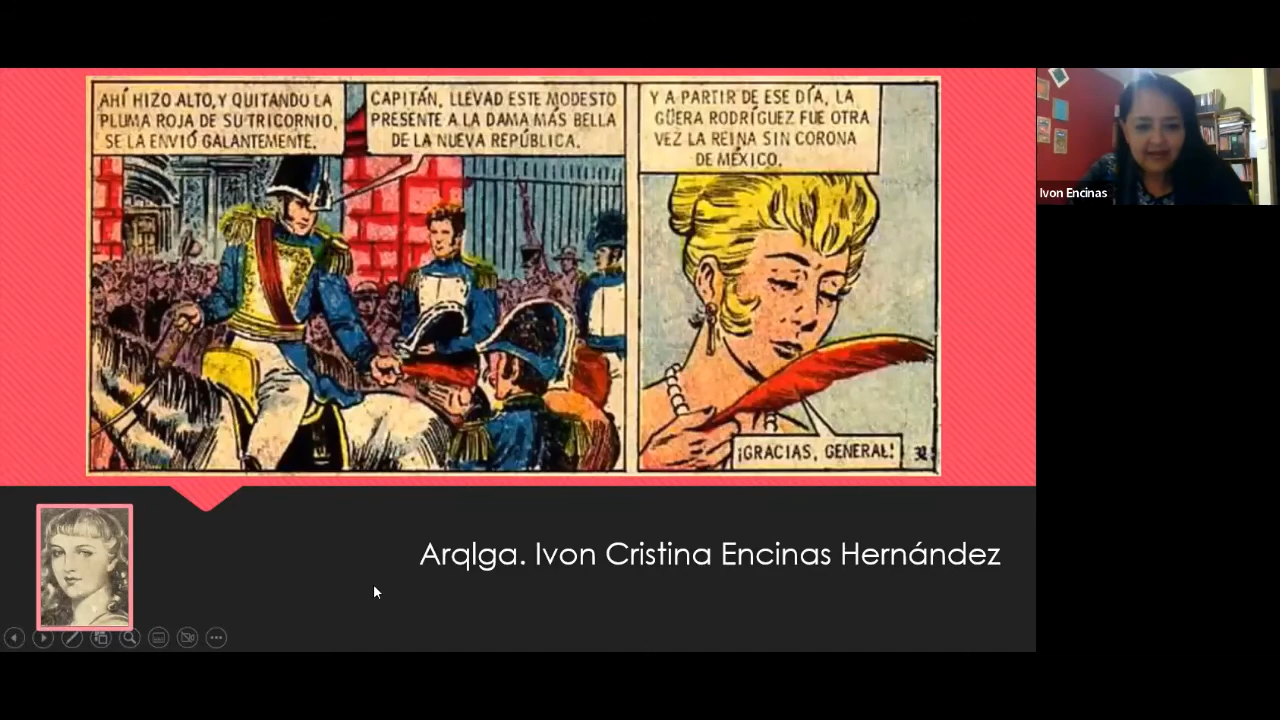 AHÍ HIZO ALTO, Y QUITANDO LA
PLUMA ROJA DE SU TRICORNIO,
SE LA ENVIÓ GALANTEMENTE.
CAPITÁN, LLEVAD ESTE MODESTO
PRESENTE A LA DAMA MÁS BELLA
DE LA NUEVA REPÚBLICA.
Y A PARTIR DE ESE DÍA, LA
GÜERA RODRÍGUEZ FUE OTRA
VEZ LA REINA SIN CORONA
DE MÉXICO.
¡GRACIAS, GENERAL!
Ivon Encinas
Arqlga. Ivon Cristina Encinas Hernández